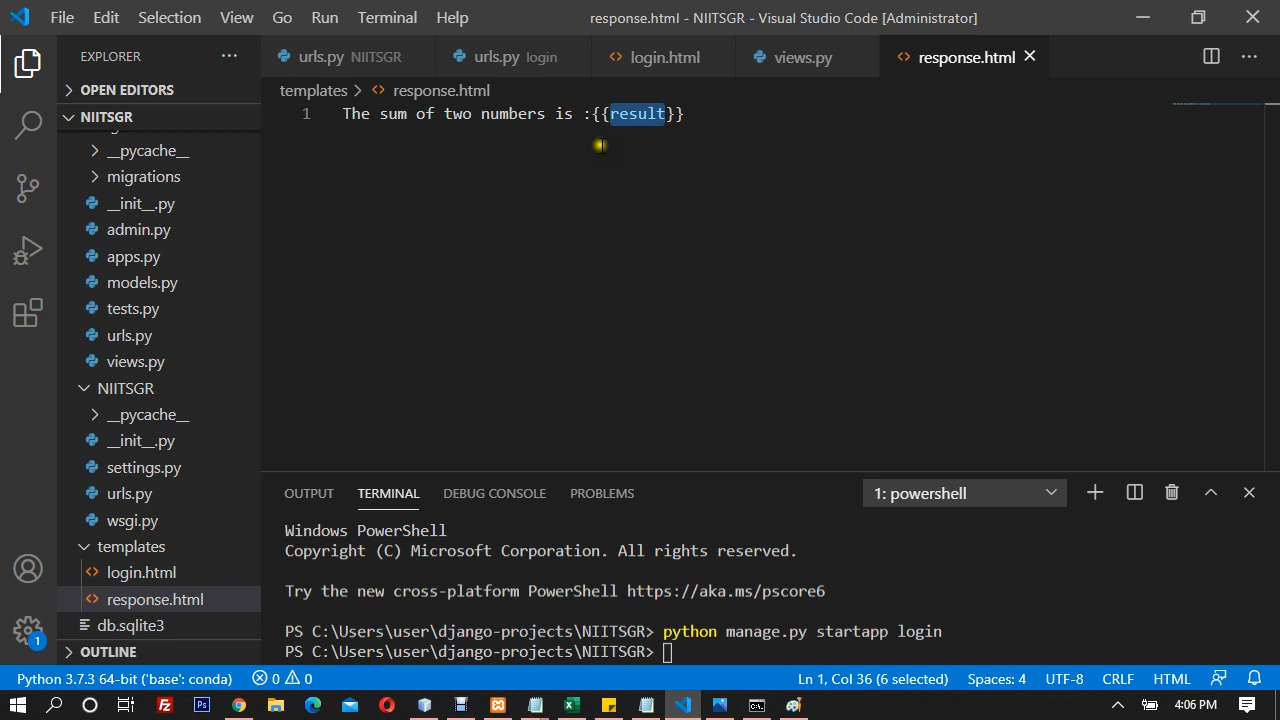 File Edit Selection View Go Run Terminal Help response.html - NIITSGR - Visual Studio Code [Administrator]
EXPLORER
urls.py NIITSGR urls.py login login.html views.py response.html
OPEN EDITORS
templates response.html
NIITSGR
1 The sum of two numbers is :{{result}}
__pycache__
migrations
__init__.py
admin.py
apps.py
models.py
tests.py
urls.py
views.py
NIITSGR
__pycache__
__init__.py
settings.py
urls.py
wsgi.py
templates
login.html
response.html
db.sqlite3
OUTLINE
OUTPUT TERMINAL DEBUG CONSOLE PROBLEMS 1: powershell
Windows PowerShell
Copyright (C) Microsoft Corporation. All rights reserved.
Try the new cross-platform PowerShell https://aka.ms/pscore6
PS C:\Users\user\django-projects\NIITSGR> python manage.py startapp login
PS C:\Users\user\django-projects\NIITSGR>
1
Python 3.7.3 64-bit ('base': conda) 0 0 Ln 1, Col 36 (6 selected) Spaces: 4 UTF-8 CRLF HTML
Ps 4:06 PM